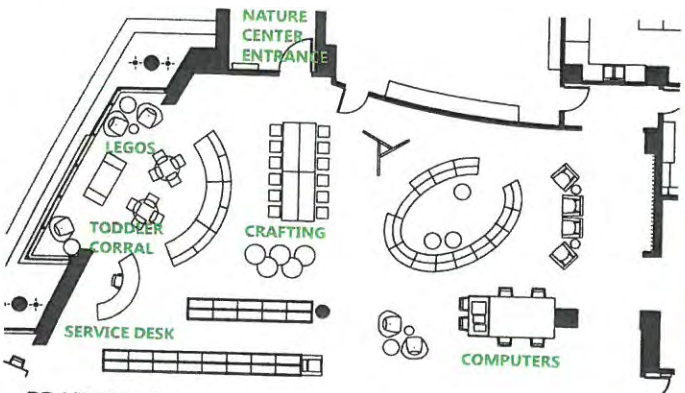 NATURE
CENTER
ENTRANCE
LEGOS
TODDLER
CORRAL
CRAFTING
SERVICE DESK
COMPUTERS